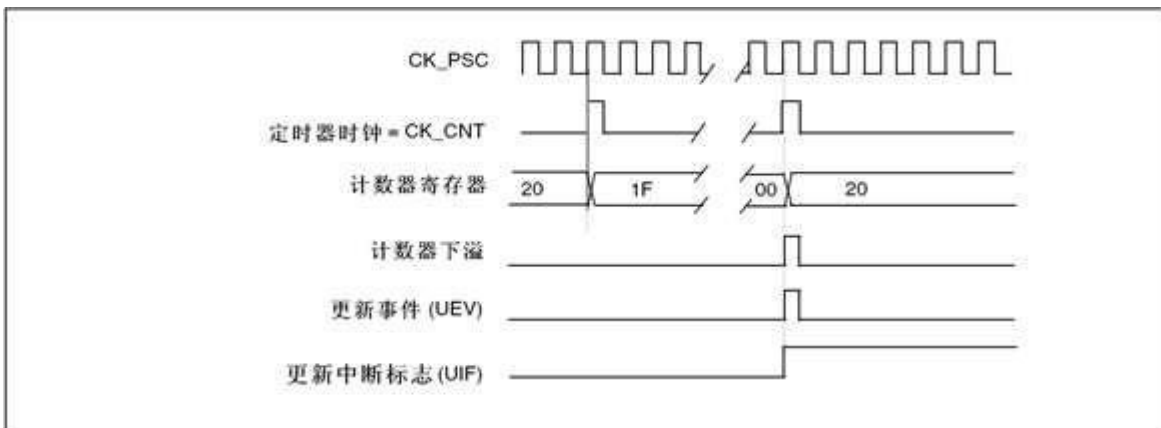 CK_PSC
定时器时钟 = CK_CNT
计数器寄存器 20 1F 00 20
计数器下溢
更新事件 (UEV)
更新中断标志 (UIF)